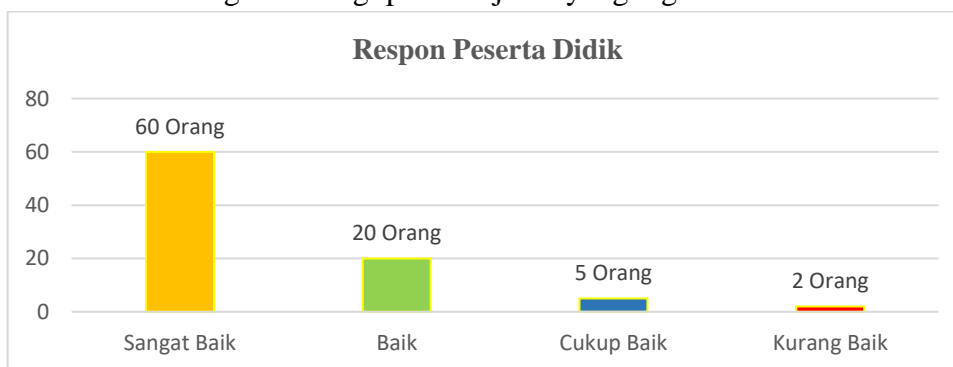 Respon Peserta Didik
80
60
40
20
0
60 Orang
20 Orang
5 Orang
2 Orang
Sangat Baik
Baik
Cukup Baik
Kurang Baik